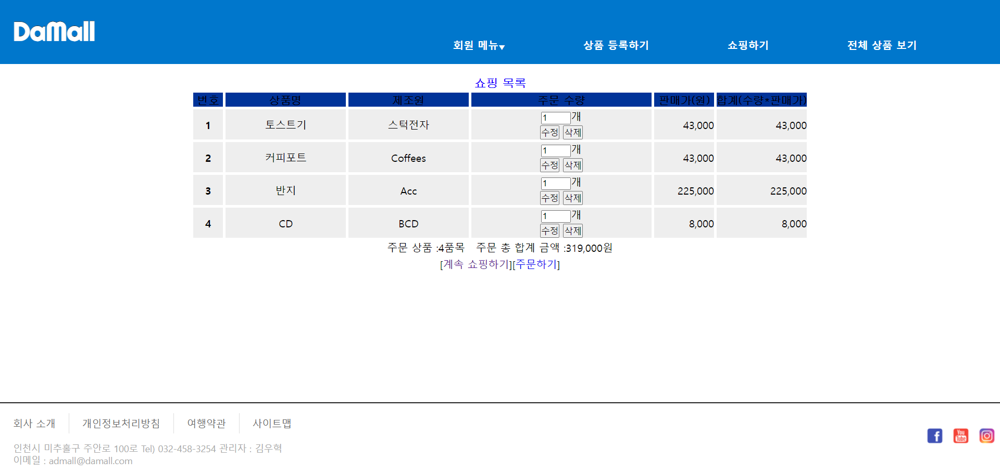 DaMall
회원 메뉴▼ 상품 등록하기 쇼핑하기 전체 상품 보기
쇼핑 목록
번호 상품명 제조원 주문 수량 판매가(원) 합계(수량*판매가)
1 토스트기 스턱전자 1개 43,000 43,000
수정 삭제
2 커피포트 Coffees 1개 43,000 43,000
수정 삭제
3 반지 Acc 1개 225,000 225,000
수정 삭제
4 CD BCD 1개 8,000 8,000
수정 삭제
주문 상품 :4품목 주문 총 합계 금액 :319,000원
[계속 쇼핑하기][주문하기]
회사 소개 개인정보처리방침 여행약관 사이트맵
인천시 미추홀구 주안로 100로 Tel) 032-458-3254 관리자 : 김우혁
이메일 : admall@damall.com
You Tube